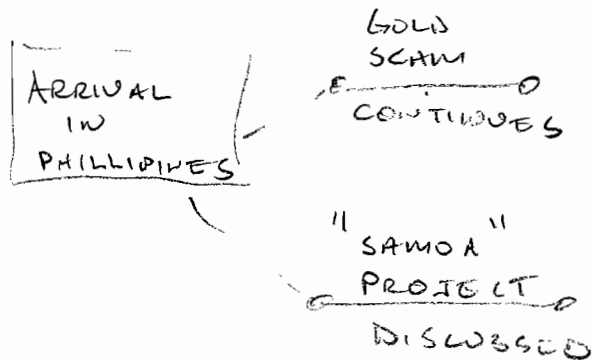 ARRIVAL
IN
PHILLIPINES
GOLD
SCAM
CONTINUES
"SAMOA"
PROJECT
DISCUSSED